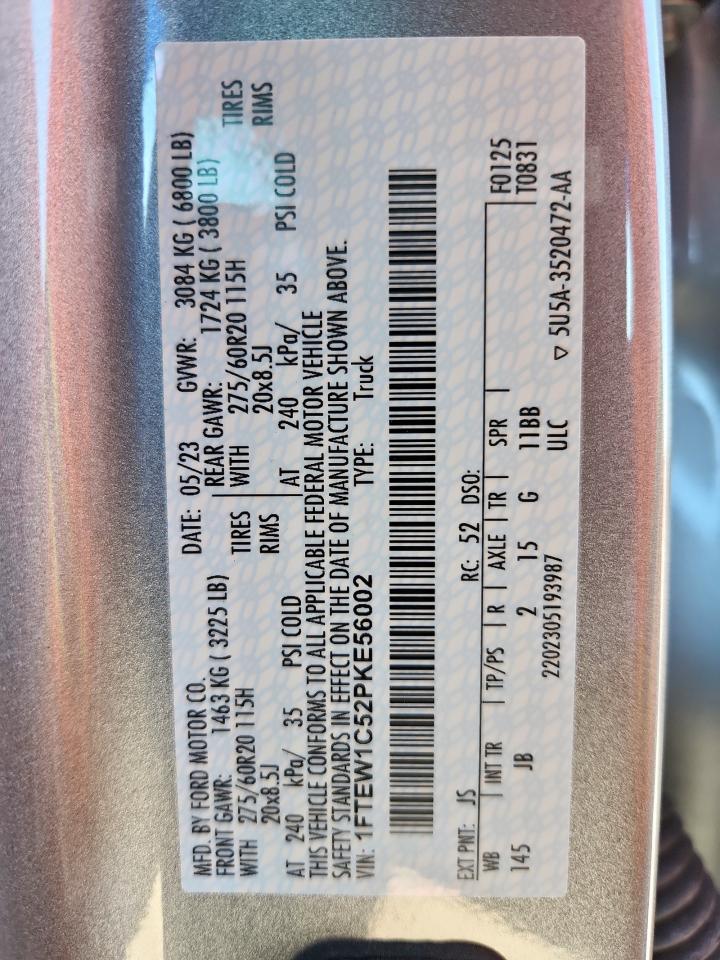 MFD. BY FORD MOTOR CO. DATE: 05/23 GVWR: 3084 KG ( 6800 LB)
FRONT GAWR: 1463 KG ( 3225 LB) REAR GAWR: 1724 KG ( 3800 LB)
WITH 275/60R20 115H TIRES WITH 275/60R20 115H TIRES
20x8.5J RIMS 20x8.5J RIMS
AT 240 kPa/ 35 PSI COLD AT 240 kPa/ 35 PSI COLD
THIS VEHICLE CONFORMS TO ALL APPLICABLE FEDERAL MOTOR VEHICLE
SAFETY STANDARDS IN EFFECT ON THE DATE OF MANUFACTURE SHOWN ABOVE.
VIN: 1FTEW1C52PKE56002 TYPE: Truck
EXT PNT: JS RC: 52 DSO:
WB INT TR TP/PS R AXLE TR SPR F0125
145 JB 2 15 G 11BB T0831
2202305193987 ULC ▽ 5U5A-3520472-AA